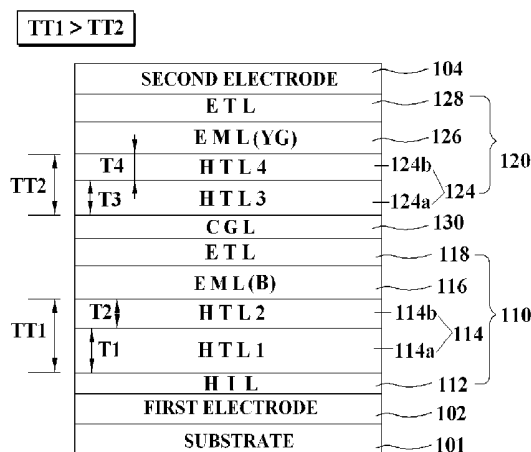 TT1 > TT2
SECOND ELECTRODE 104
ETL 128
EML(YG) 126
120
T4 HTL4 124b
TT2 124
T3 HTL3 124a
CGL 130
ETL 118
EML(B) 116
110
T2 HTL2 114b
TT1 114
T1 HTL1 114a
HIL 112
FIRST ELECTRODE 102
SUBSTRATE 101